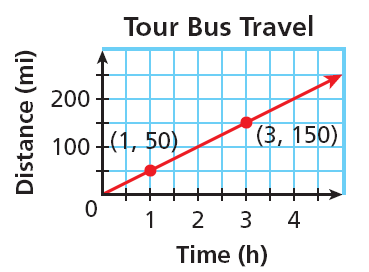 Tour Bus Travel
Distance (mi)
200
100
(1, 50)
(3, 150)
0
1 2 3 4
Time (h)